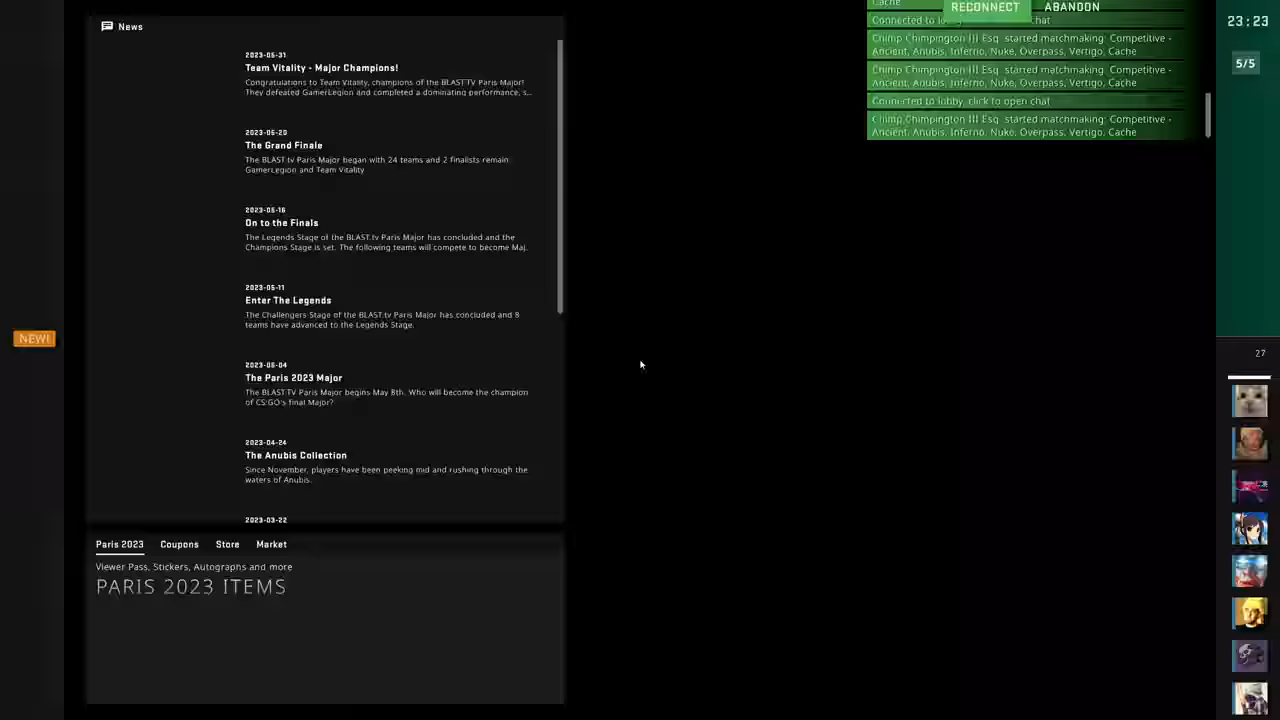 News
2023-05-31
Team Vitality - Major Champions!
Congratulations to Team Vitality, champions of the BLAST.TV Paris Major!
They defeated GamerLegion and completed a dominating performance, s...
2023-05-20
The Grand Finale
The BLAST.tv Paris Major began with 24 teams and 2 finalists remain
GamerLegion and Team Vitality
2023-05-16
On to the Finals
The Legends Stage of the BLAST.tv Paris Major has concluded and the
Champions Stage is set. The following teams will compete to become Maj.
2023-05-11
Enter The Legends
The Challengers Stage of the BLAST.tv Paris Major has concluded and 8
teams have advanced to the Legends Stage.
2023-05-04
The Paris 2023 Major
The BLAST.TV Paris Major begins May 8th. Who will become the champion
of CS:GO's final Major?
2023-04-24
The Anubis Collection
Since November, players have been peeking mid and rushing through the
waters of Anubis.
2023-03-22
NEW!
Paris 2023 Coupons Store Market
Viewer Pass, Stickers, Autographs and more
PARIS 2023 ITEMS
RECONNECT ABANDON
Cache
Connected to chat
Chimp Chimpington III Esq started matchmaking: Competitive -
Ancient, Anubis, Inferno, Nuke, Overpass, Vertigo, Cache
Chimp Chimpington III Esq started matchmaking: Competitive -
Ancient, Anubis, Inferno, Nuke, Overpass, Vertigo, Cache
Connected to lobby, click to open chat
Chimp Chimpington III Esq started matchmaking: Competitive -
Ancient, Anubis, Inferno, Nuke, Overpass, Vertigo, Cache
23:23
5/5
27